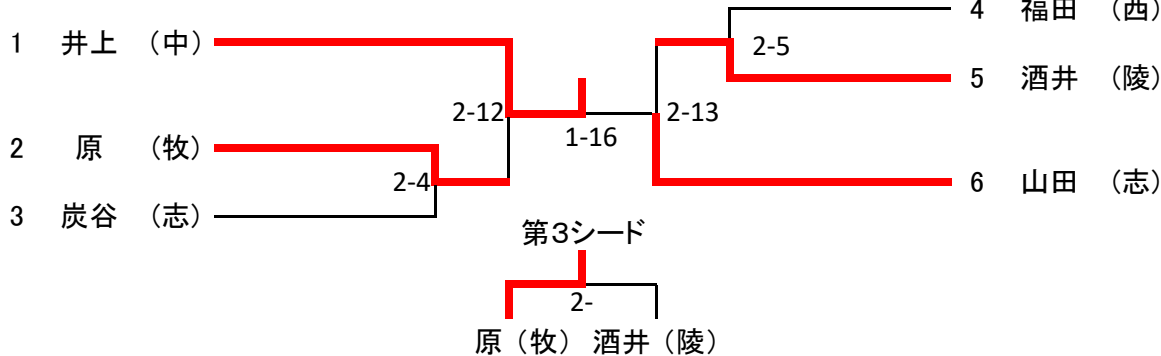 4 福田 （西）
1 井上 （中）
2-5
5 酒井 （陵）
2-12
2-13
1-16
2 原 （牧）
2-4
6 山田 （志）
3 炭谷 （志）
第3シード
2-
原（牧） 酒井（陵）